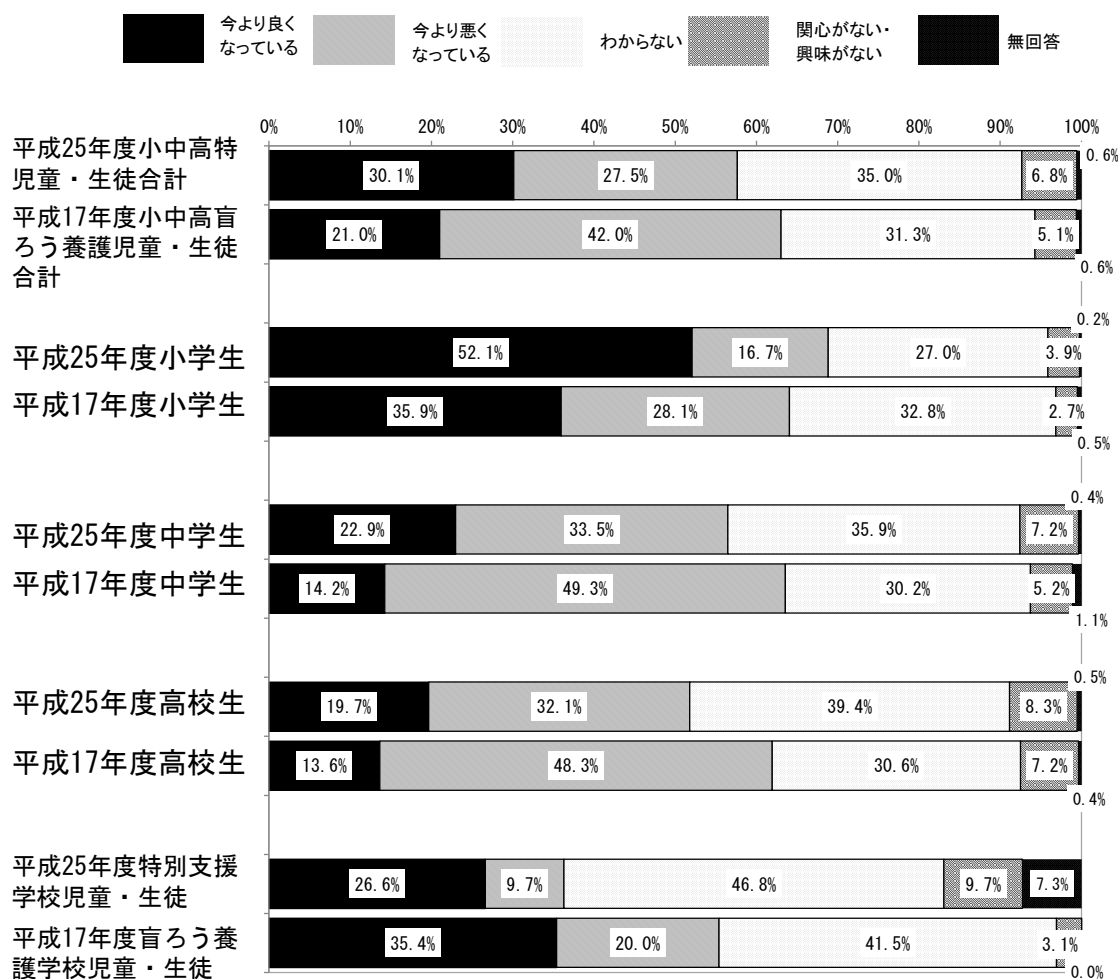 今より良く
なっている
今より悪く
なっている
わからない
関心がない・
興味がない
無回答
0% 10% 20% 30% 40% 50% 60% 70% 80% 90% 100%
平成25年度小中高特
児童・生徒合計
30.1% 27.5% 35.0% 6.8% 0.6%
平成17年度小中高盲
ろう養護児童・生徒
合計
21.0% 42.0% 31.3% 5.1% 0.6%
平成25年度小学生
52.1% 16.7% 27.0% 3.9% 0.2%
平成17年度小学生
35.9% 28.1% 32.8% 2.7% 0.5%
平成25年度中学生
22.9% 33.5% 35.9% 7.2% 0.4%
平成17年度中学生
14.2% 49.3% 30.2% 5.2% 1.1%
平成25年度高校生
19.7% 32.1% 39.4% 8.3% 0.5%
平成17年度高校生
13.6% 48.3% 30.6% 7.2% 0.4%
平成25年度特別支援
学校児童・生徒
26.6% 9.7% 46.8% 9.7% 7.3%
平成17年度盲ろう養
護学校児童・生徒
35.4% 20.0% 41.5% 3.1% 0.0%